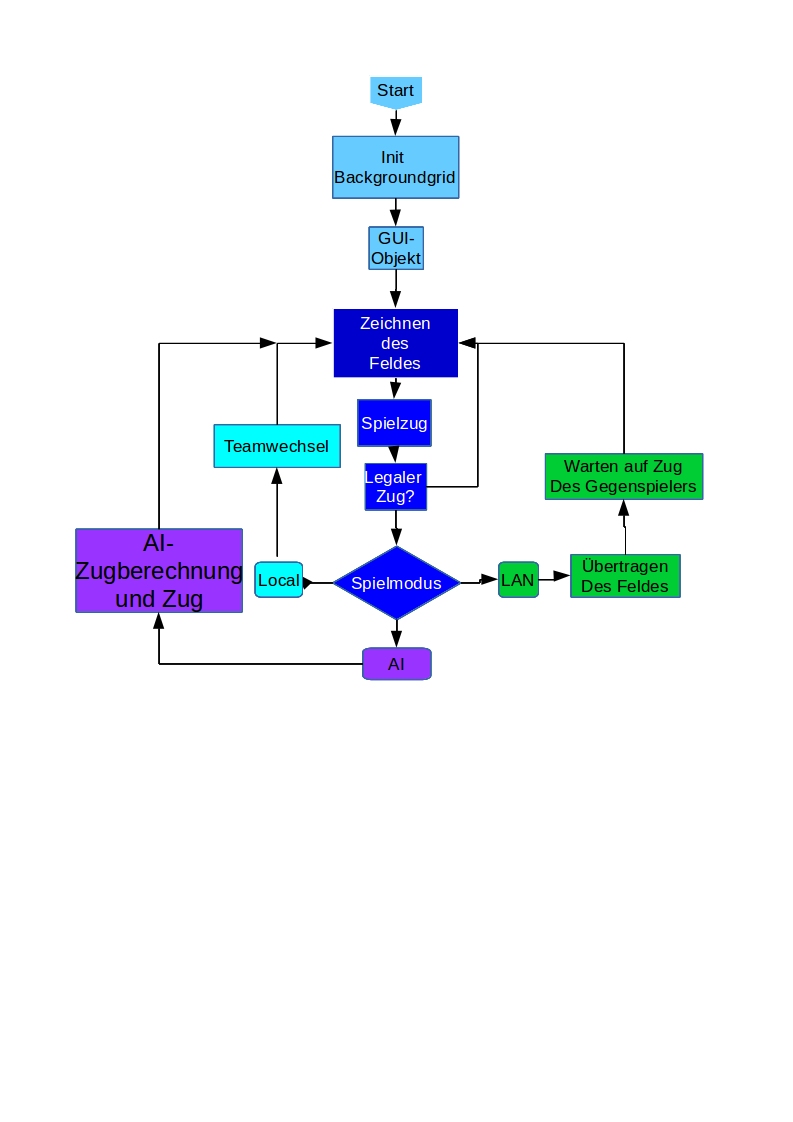 Start
Init
Backgroundgrid
GUI-
Objekt
Zeichnen
des
Feldes
Spielzug
Teamwechsel
Legaler
Zug?
Warten auf Zug
Des Gegenspielers
AI-
Zugberechnung
und Zug
Local
Spielmodus
LAN
Übertragen
Des Feldes
AI